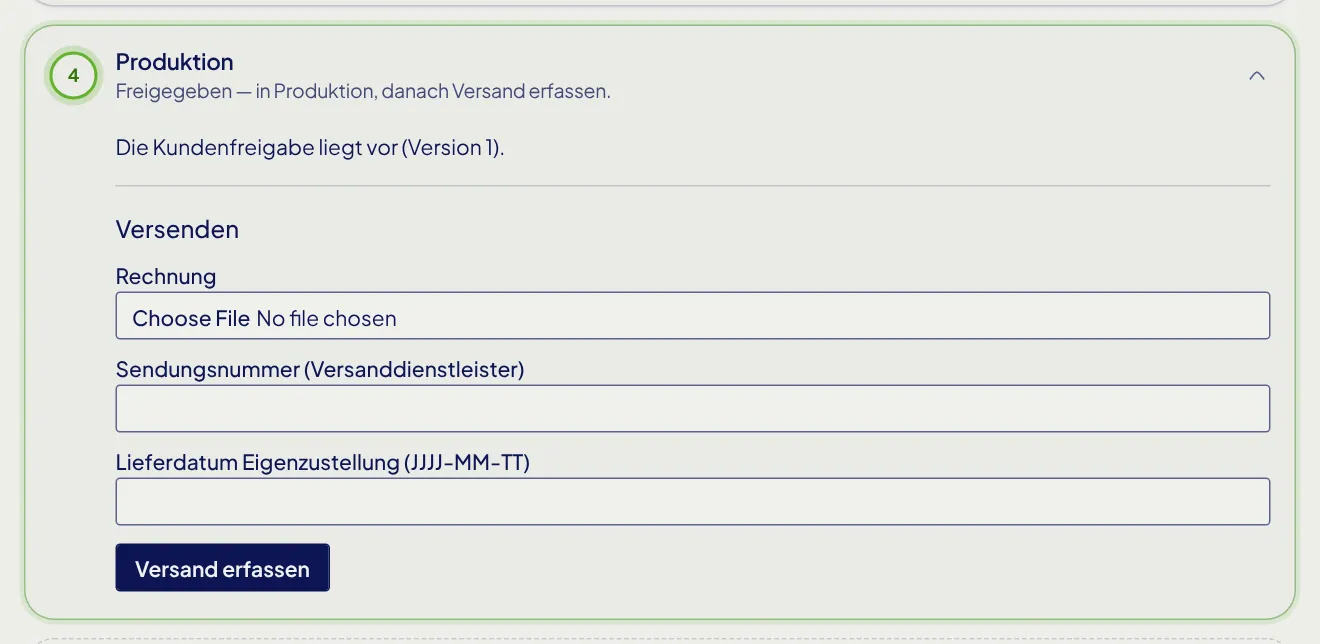 4
Produktion
Freigegeben — in Produktion, danach Versand erfassen.
Die Kundenfreigabe liegt vor (Version 1).
Versenden
Rechnung
Choose File No file chosen
Sendungsnummer (Versanddienstleister)
Lieferdatum Eigenzustellung (JJJJ-MM-TT)
Versand erfassen